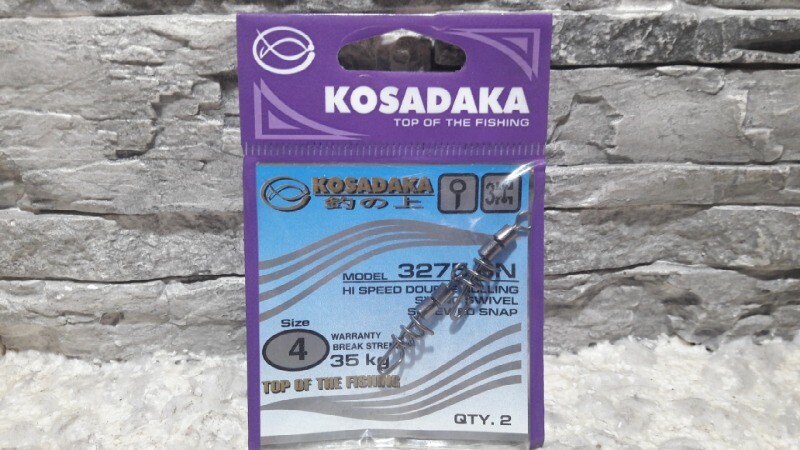 KOSADAKA
TOP OF THE FISHING
KOSADAKA
釣の上
MODEL
HI SPEED
SWIVEL
SNAP
Size
4
WARRANTY
BREAK
35 kg
TOP OF THE FISHING
QTY. 2